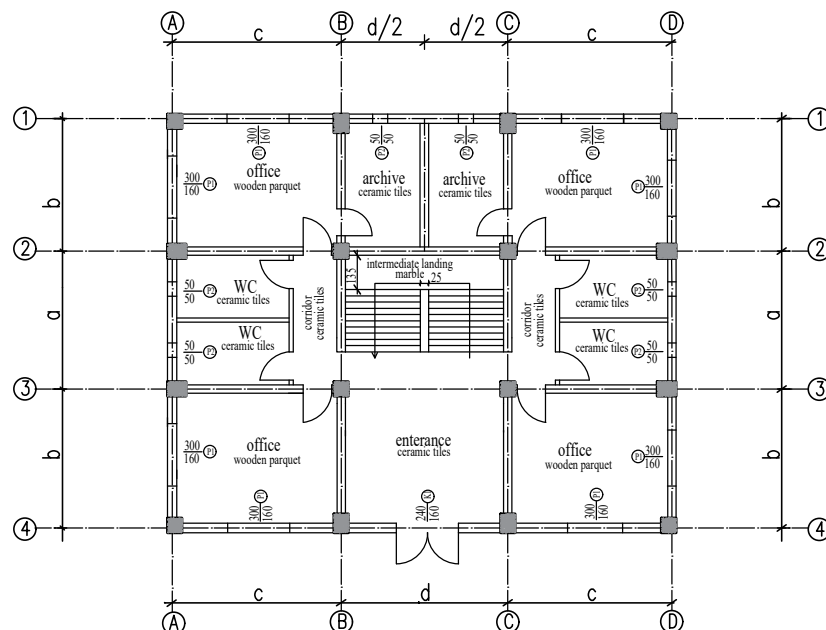 A B C D
c d/2 d/2 c
1 1
300 160 P1
50 50 P2
50 50 P2
300 160 P1
office
wooden parquet
archive
ceramic tiles
archive
ceramic tiles
office
wooden parquet
300 160 P1
300 160 P1
b b
2 2
135
intermediate landing
marble
25
50 50 P2
WC
ceramic tiles
WC
ceramic tiles
50 50 P2
corridor
ceramic tiles
corridor
ceramic tiles
a a
50 50 P2
WC
ceramic tiles
WC
ceramic tiles
50 50 P2
3 3
300 160 P1
office
wooden parquet
entrance
ceramic tiles
office
wooden parquet
300 160 P1
b b
300 160 P1
240 160 K1
300 160 P1
4 4
c d c
A B C D